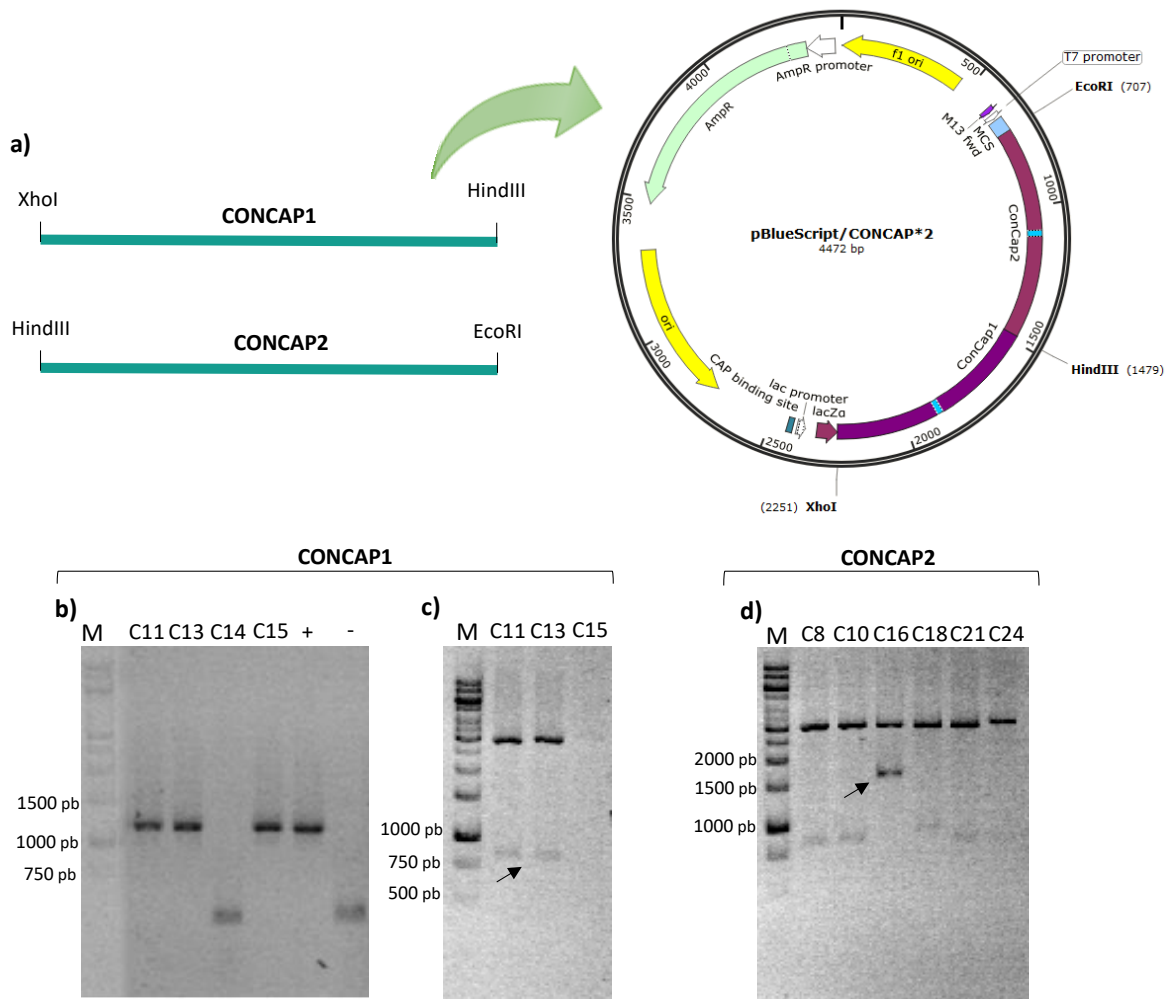 a)
XhoI
CONCAP1
HindIII
HindIII
CONCAP2
EcoRI
pBlueScript/CONCAP*2
4472 bp
f1 ori
500
T7 promoter
EcoRI (707)
M13 fwd
MCS
1000
ConCap2
1500
HindIII (1479)
ConCap1
2000
(2251) XhoI
lacZα
lac promoter
CAP binding site
2500
ori
3000
3500
AmpR
4000
AmpR promoter
CONCAP1
b)
M C11 C13 C14 C15 + -
1500 pb
1000 pb
750 pb
c)
M C11 C13 C15
1000 pb
750 pb
500 pb
CONCAP2
d)
M C8 C10 C16 C18 C21 C24
2000 pb
1500 pb
1000 pb